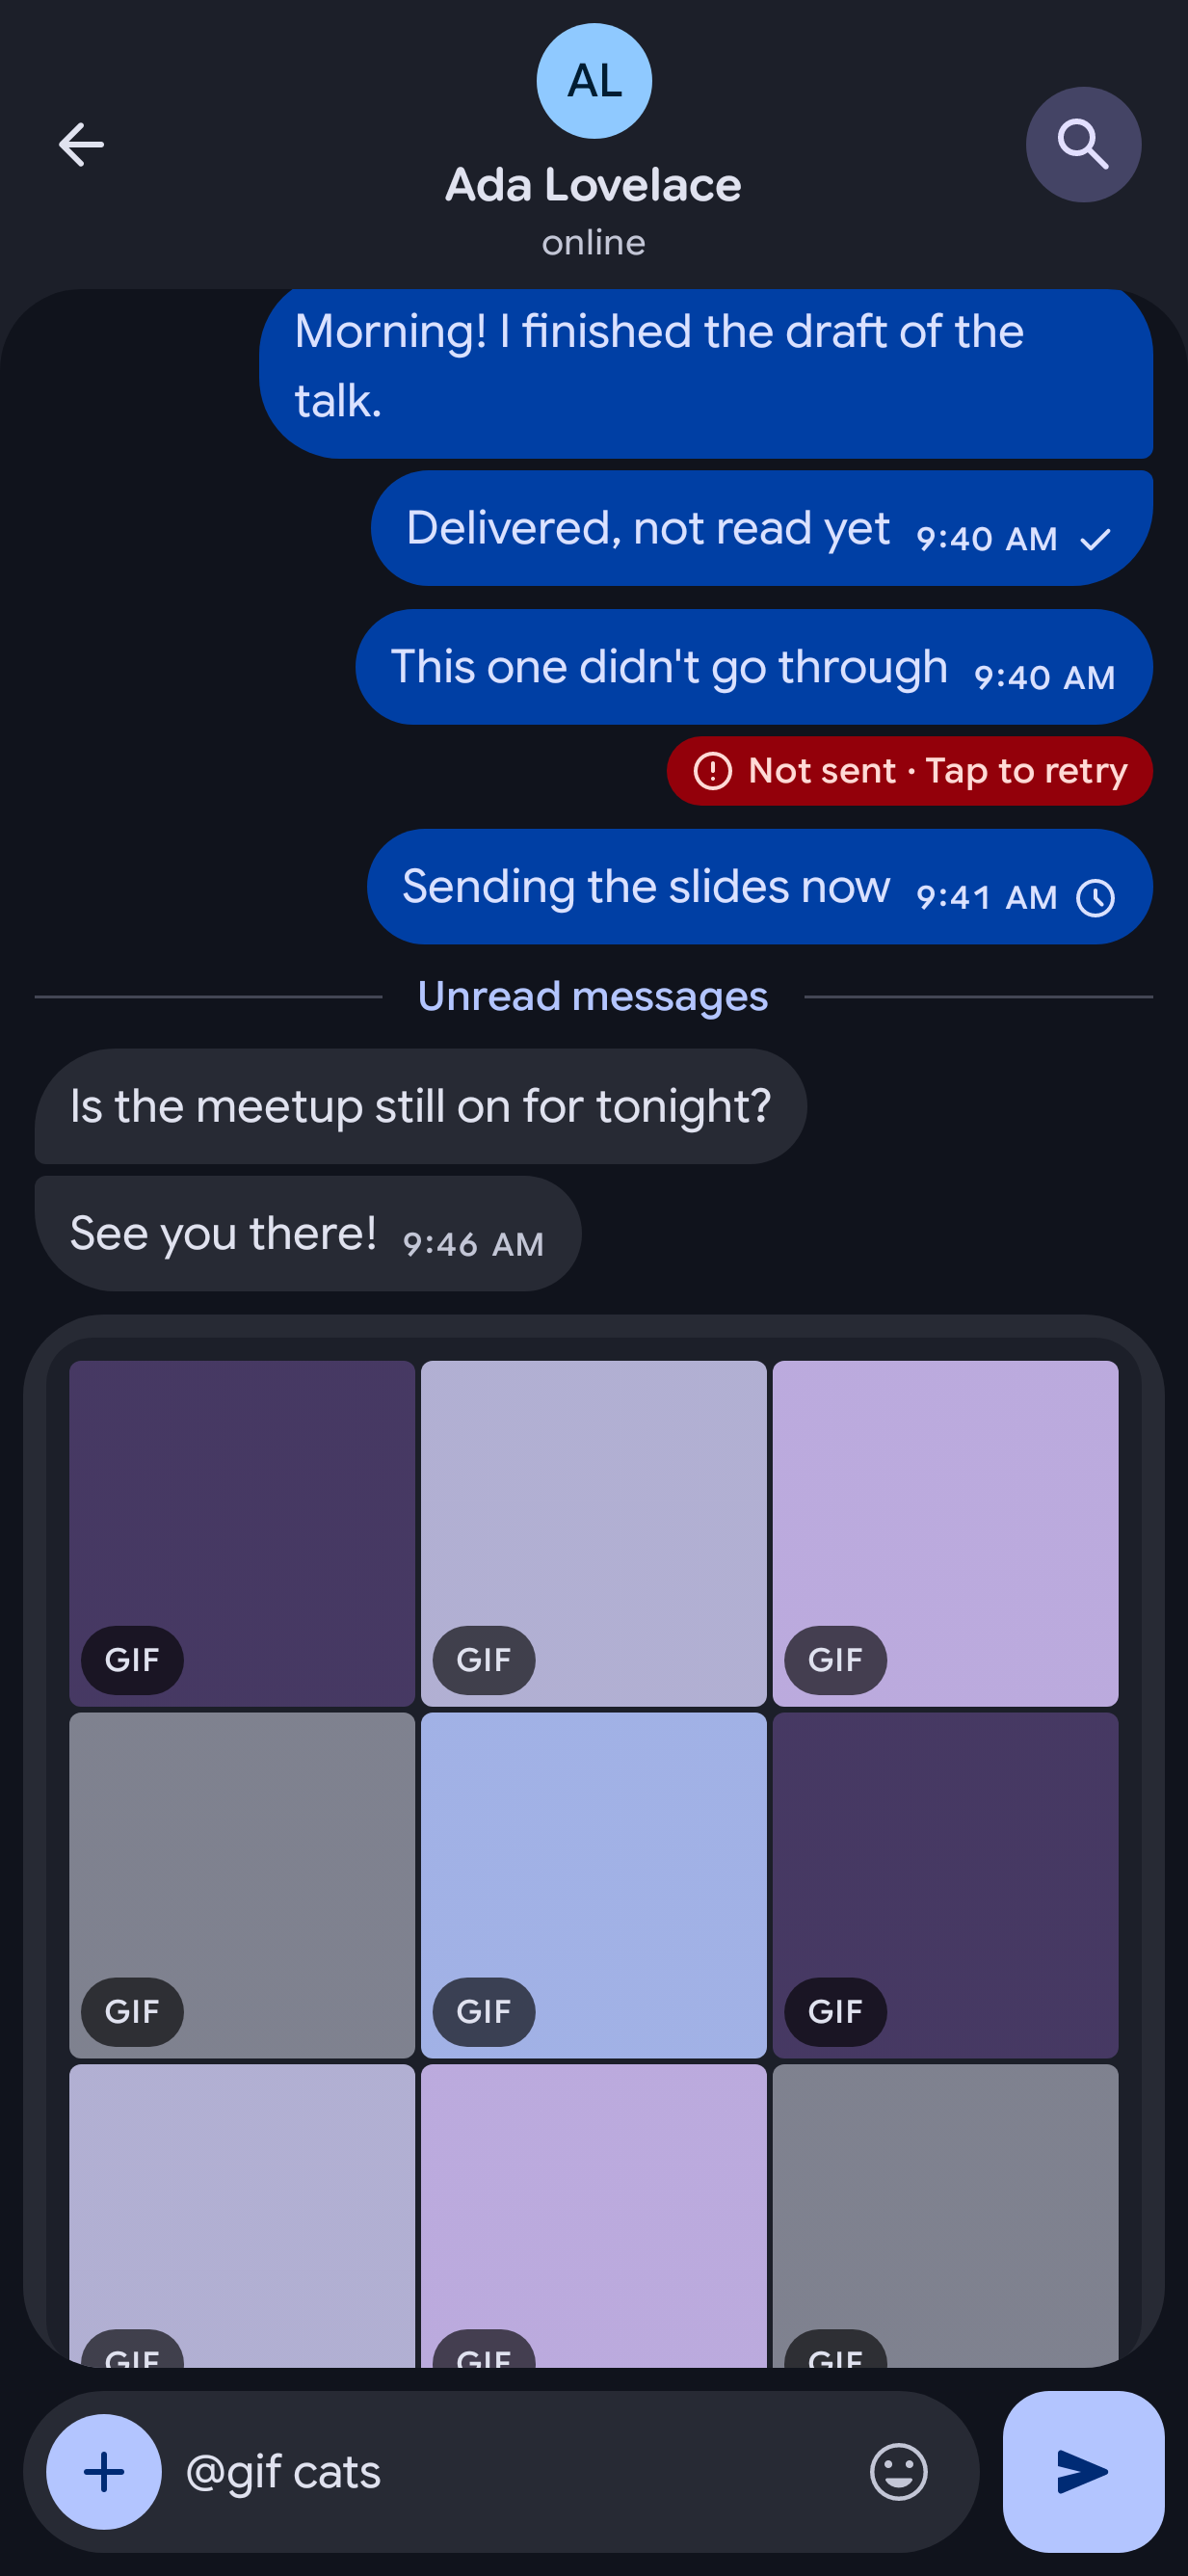 AL
Ada Lovelace
online
Morning! I finished the draft of the
talk.
Delivered, not read yet 9:40 AM
This one didn't go through 9:40 AM
Not sent · Tap to retry
Sending the slides now 9:41 AM
Unread messages
Is the meetup still on for tonight?
See you there! 9:46 AM
GIF GIF GIF
GIF GIF GIF
GIF GIF GIF
@gif cats